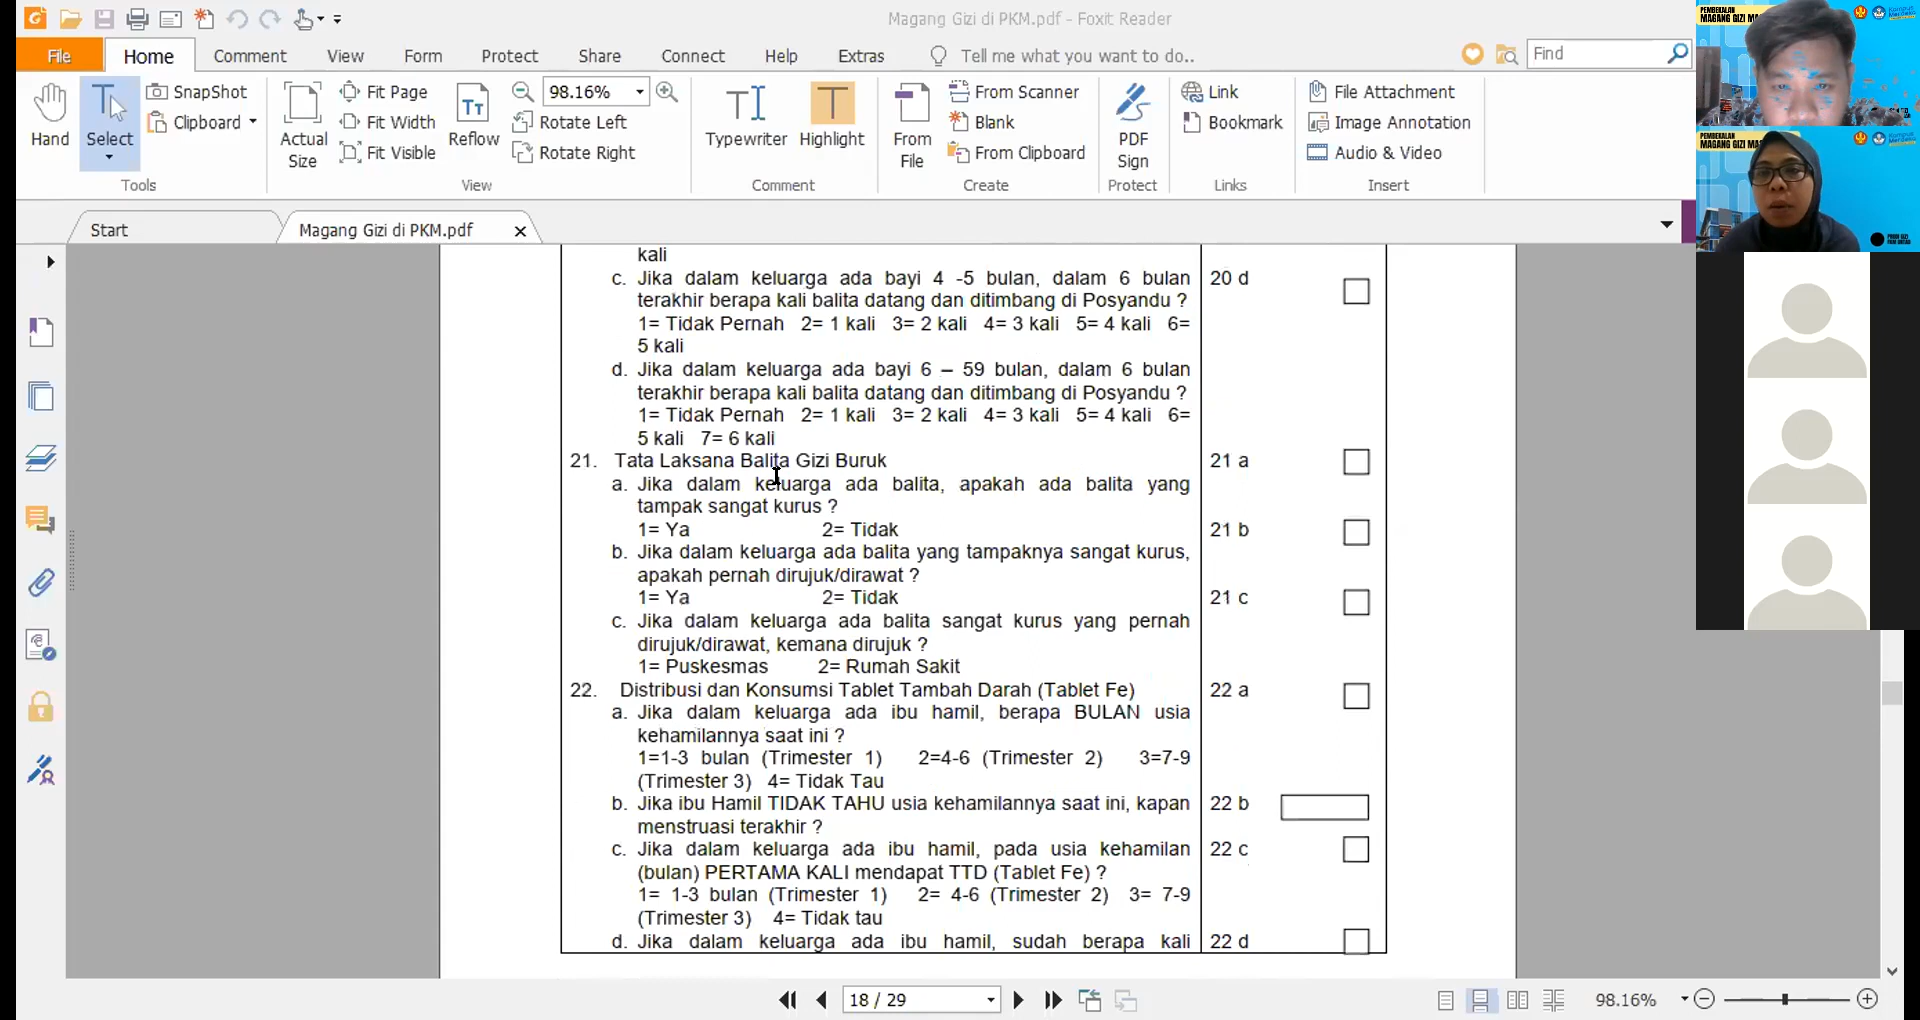 Magang Gizi di PKM.pdf - Foxit Reader
File Home Comment View Form Protect Share Connect Help Extras Tell me what you want to do.. Find
Hand
Select
SnapShot
Clipboard
Tools
Actual Size
Fit Page
Fit Width
Fit Visible
Reflow
98.16%
Rotate Left
Rotate Right
View
Typewriter
Highlight
Comment
From File
From Scanner
Blank
From Clipboard
Create
PDF Sign
Protect
Link
Bookmark
Links
File Attachment
Image Annotation
Audio & Video
Insert
Start Magang Gizi di PKM.pdf
kali
c. Jika dalam keluarga ada bayi 4 -5 bulan, dalam 6 bulan 20 d
terakhir berapa kali balita datang dan ditimbang di Posyandu ?
1= Tidak Pernah 2= 1 kali 3= 2 kali 4= 3 kali 5= 4 kali 6=
5 kali
d. Jika dalam keluarga ada bayi 6 – 59 bulan, dalam 6 bulan
terakhir berapa kali balita datang dan ditimbang di Posyandu ?
1= Tidak Pernah 2= 1 kali 3= 2 kali 4= 3 kali 5= 4 kali 6=
5 kali 7= 6 kali
21. Tata Laksana Balita Gizi Buruk 21 a
a. Jika dalam keluarga ada balita, apakah ada balita yang
tampak sangat kurus ?
1= Ya 2= Tidak 21 b
b. Jika dalam keluarga ada balita yang tampaknya sangat kurus,
apakah pernah dirujuk/dirawat ?
1= Ya 2= Tidak 21 c
c. Jika dalam keluarga ada balita sangat kurus yang pernah
dirujuk/dirawat, kemana dirujuk ?
1= Puskesmas 2= Rumah Sakit
22. Distribusi dan Konsumsi Tablet Tambah Darah (Tablet Fe) 22 a
a. Jika dalam keluarga ada ibu hamil, berapa BULAN usia
kehamilannya saat ini ?
1=1-3 bulan (Trimester 1) 2=4-6 (Trimester 2) 3=7-9
(Trimester 3) 4= Tidak Tau
b. Jika ibu Hamil TIDAK TAHU usia kehamilannya saat ini, kapan 22 b
menstruasi terakhir ?
c. Jika dalam keluarga ada ibu hamil, pada usia kehamilan 22 c
(bulan) PERTAMA KALI mendapat TTD (Tablet Fe) ?
1= 1-3 bulan (Trimester 1) 2= 4-6 (Trimester 2) 3= 7-9
(Trimester 3) 4= Tidak tau
d. Jika dalam keluarga ada ibu hamil, sudah berapa kali 22 d
18 / 29
98.16%
PEMBEKALAN
MAGANG GIZI
PEMBEKALAN
MAGANG GIZI